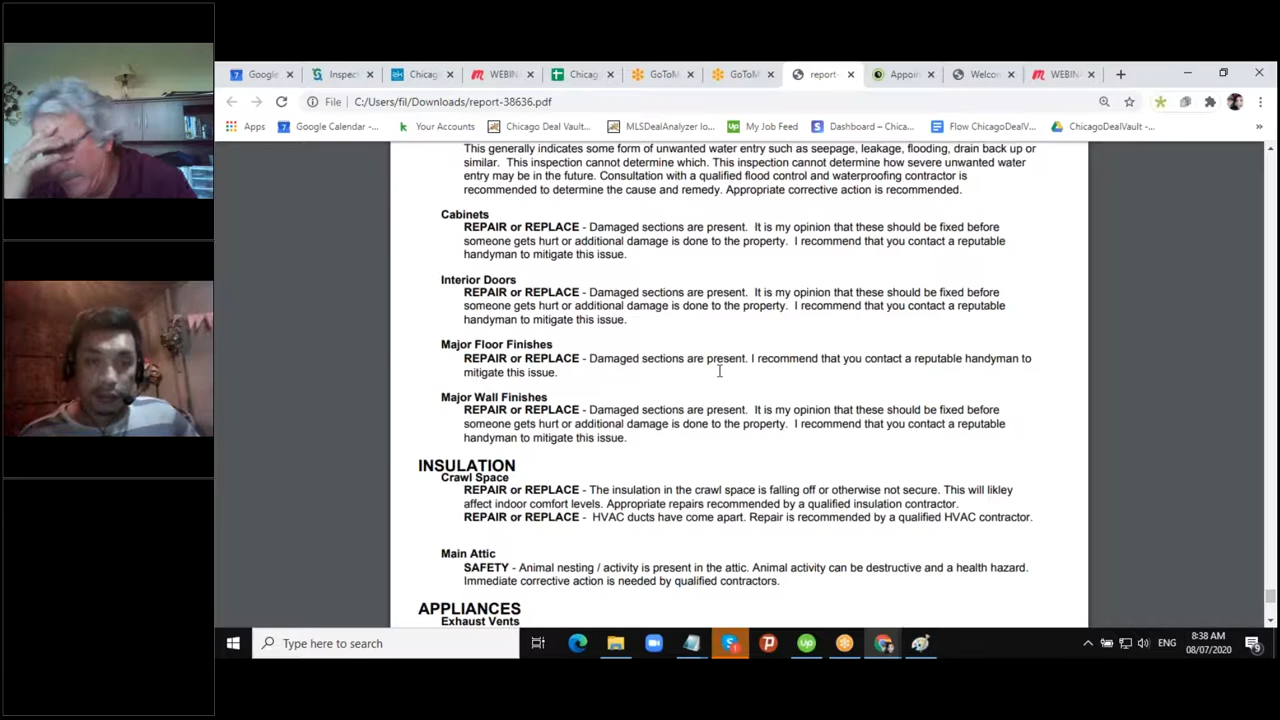 Google
Inspec
Chicag
WEBIN
Chicag
GoToM
GoToM
report-
Appoin
Welcon
WEBIN
File
C:/Users/fil/Downloads/report-38636.pdf
Apps
Google Calendar -...
Your Accounts
Chicago Deal Vault...
MLSDealAnalyzer Io...
My Job Feed
Dashboard – Chica...
Flow ChicagoDealV...
ChicagoDealVault -...
This generally indicates some form of unwanted water entry such as seepage, leakage, flooding, drain back up or
similar. This inspection cannot determine which. This inspection cannot determine how severe unwanted water
entry may be in the future. Consultation with a qualified flood control and waterproofing contractor is
recommended to determine the cause and remedy. Appropriate corrective action is recommended.
Cabinets
REPAIR or REPLACE - Damaged sections are present. It is my opinion that these should be fixed before
someone gets hurt or additional damage is done to the property. I recommend that you contact a reputable
handyman to mitigate this issue.
Interior Doors
REPAIR or REPLACE - Damaged sections are present. It is my opinion that these should be fixed before
someone gets hurt or additional damage is done to the property. I recommend that you contact a reputable
handyman to mitigate this issue.
Major Floor Finishes
REPAIR or REPLACE - Damaged sections are present. I recommend that you contact a reputable handyman to
mitigate this issue.
Major Wall Finishes
REPAIR or REPLACE - Damaged sections are present. It is my opinion that these should be fixed before
someone gets hurt or additional damage is done to the property. I recommend that you contact a reputable
handyman to mitigate this issue.
INSULATION
Crawl Space
REPAIR or REPLACE - The insulation in the crawl space is falling off or otherwise not secure. This will likley
affect indoor comfort levels. Appropriate repairs recommended by a qualified insulation contractor.
REPAIR or REPLACE - HVAC ducts have come apart. Repair is recommended by a qualified HVAC contractor.
Main Attic
SAFETY - Animal nesting / activity is present in the attic. Animal activity can be destructive and a health hazard.
Immediate corrective action is needed by qualified contractors.
APPLIANCES
Exhaust Vents
Type here to search
ENG
8:38 AM
08/07/2020